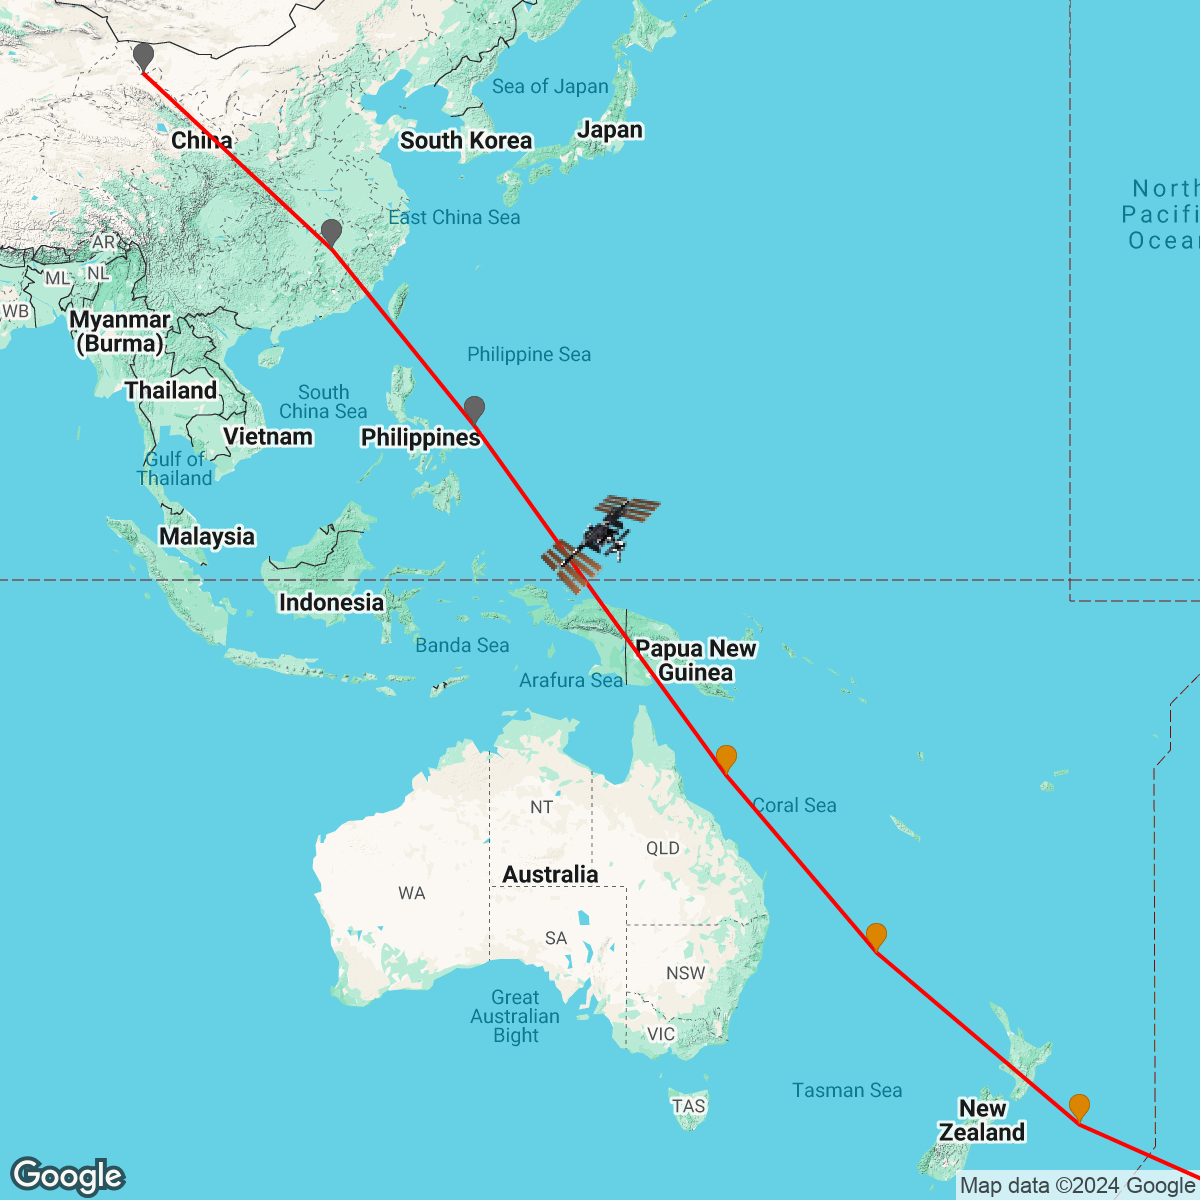 Sea of Japan
Japan
China
South Korea
North
Pacifi
Ocear
East China Sea
AR
ML
NL
WB
Myanmar
(Burma)
Philippine Sea
Thailand
South
China Sea
Vietnam
Philippines
Gulf of
Thailand
Malaysia
Indonesia
Banda Sea
Papua New
Guinea
Arafura Sea
Coral Sea
NT
QLD
Australia
WA
SA
NSW
Great
Australian
Bight
VIC
Tasman Sea
TAS
New
Zealand
Google
Map data ©2024 Google